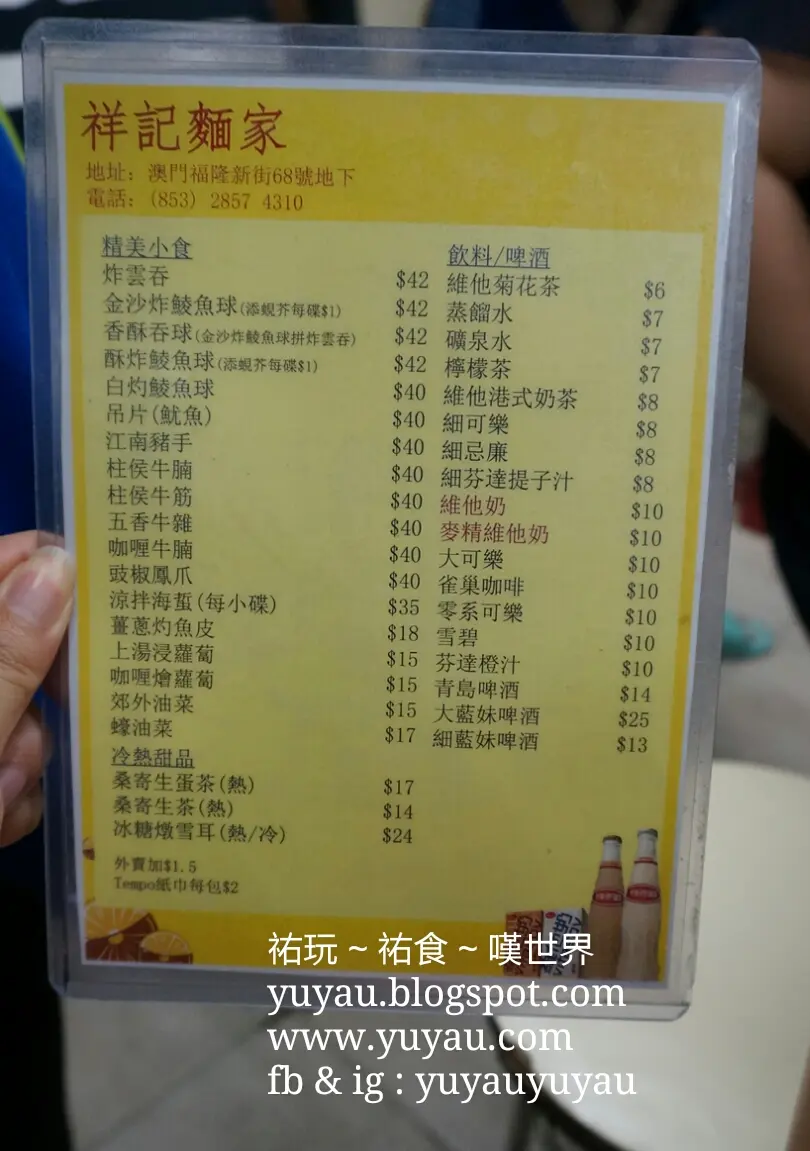 祥記麵家
地址: 澳門福隆新街68號地下
電話: (853) 2857 4310
精美小食
炸雲吞 $42
金沙炸鯪魚球(添蜆芥每碟$1) $42
香酥吞球(金沙炸鯪魚球拼炸雲吞) $42
酥炸鯪魚球(添蜆芥每碟$1) $42
白灼鯪魚球 $40
吊片(魷魚) $40
江南豬手 $40
柱侯牛腩 $40
柱侯牛筋 $40
五香牛雜 $40
咖喱牛腩 $40
豉椒鳳爪 $40
涼拌海蜇(每小碟) $35
薑蔥灼魚皮 $18
上湯浸蘿蔔 $15
咖喱燴蘿蔔 $15
郊外油菜 $15
蠔油菜 $17
冷熱甜品
桑寄生蛋茶(熱) $17
桑寄生茶(熱) $14
冰糖燉雪耳(熱/冷) $24
外賣加$1.5
Tempo紙巾每包$2
飲料/啤酒
維他菊花茶 $6
蒸餾水 $7
礦泉水 $7
檸檬茶 $7
維他港式奶茶 $8
細可樂 $8
細忌廉 $8
細芬達提子汁 $8
維他奶 $10
麥精維他奶 $10
大可樂 $10
雀巢咖啡 $10
零系可樂 $10
雪碧 $10
芬達橙汁 $10
青島啤酒 $14
大藍妹啤酒 $25
細藍妹啤酒 $13
祐玩 ~ 祐食 ~ 嘆世界
yuyau.blogspot.com
www.yuyau.com
fb & ig : yuyauyuyau